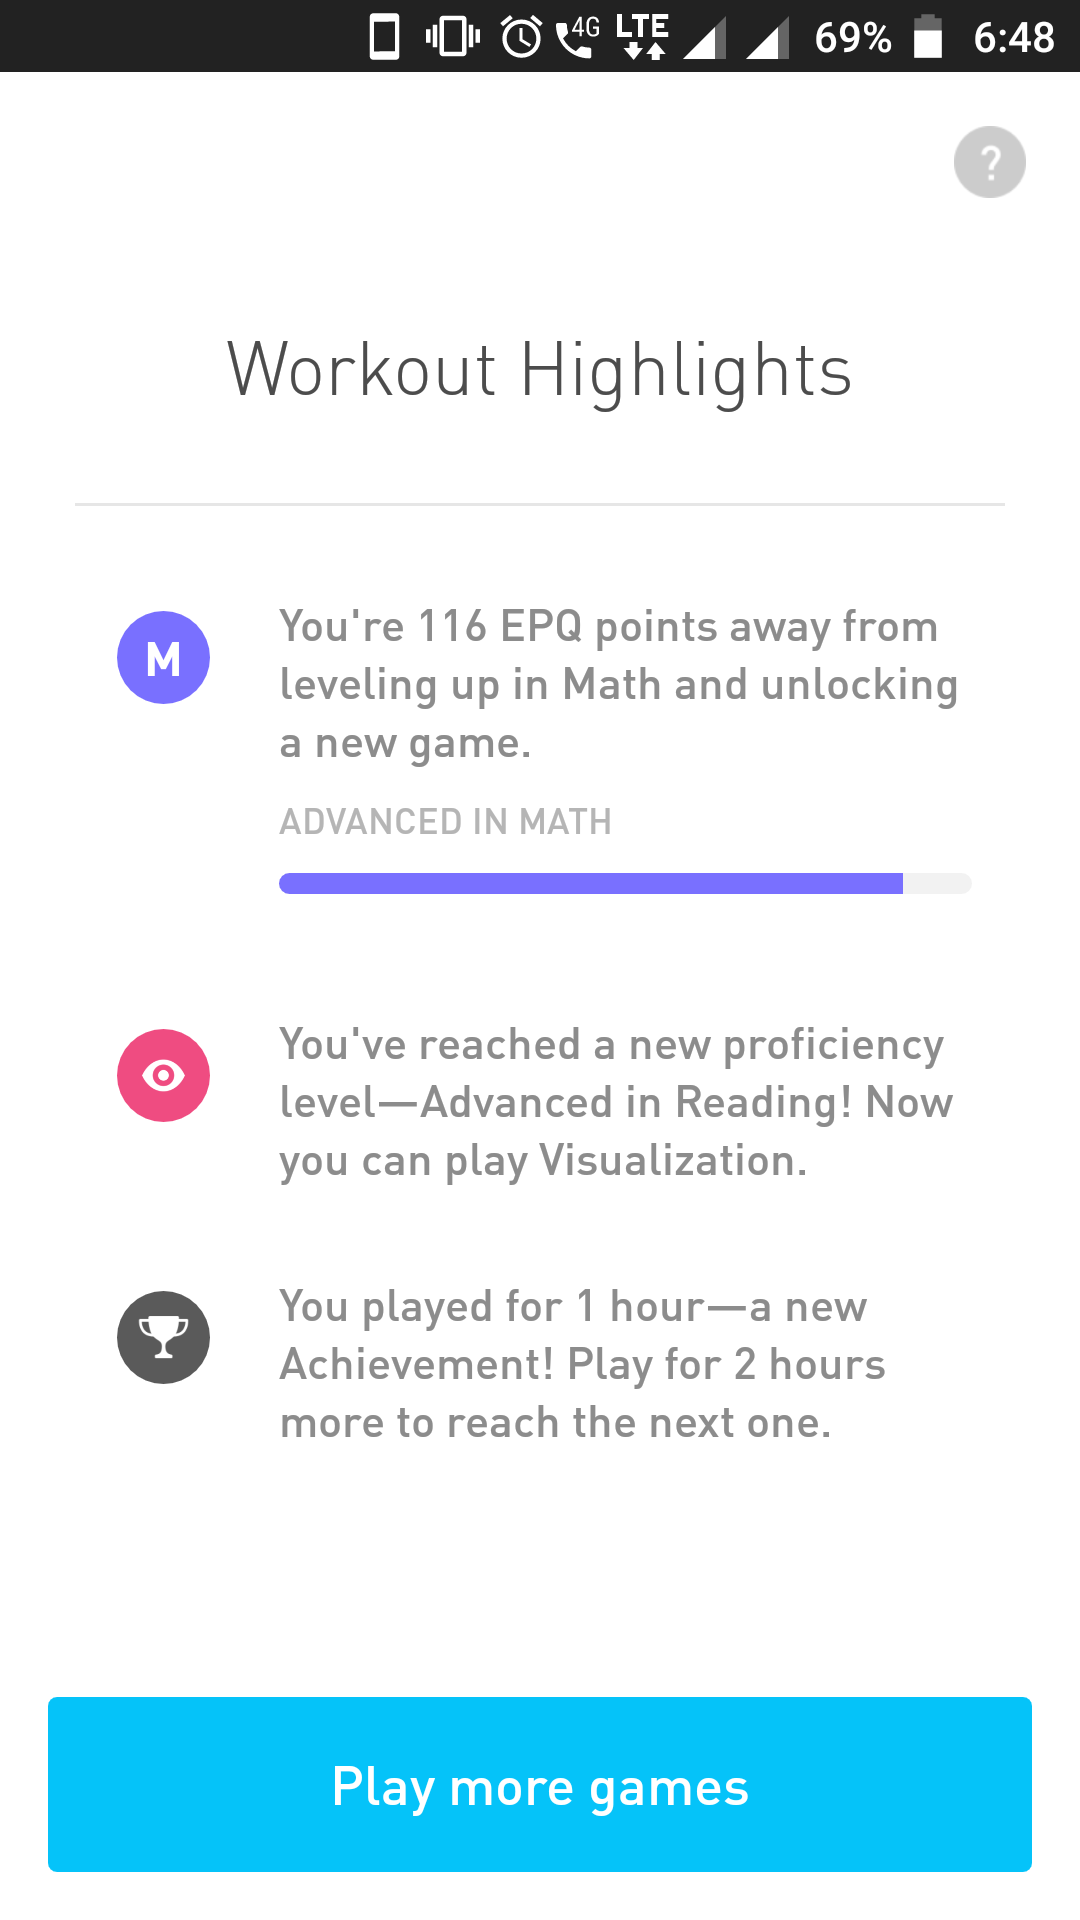 4G LTE 69% 6:48
?
Workout Highlights
M
You're 116 EPQ points away from
leveling up in Math and unlocking
a new game.
ADVANCED IN MATH
You've reached a new proficiency
level—Advanced in Reading! Now
you can play Visualization.
You played for 1 hour—a new
Achievement! Play for 2 hours
more to reach the next one.
Play more games